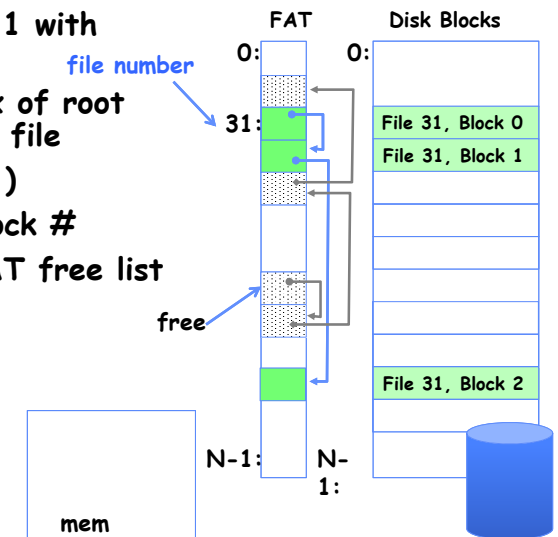 1 with
file number
x of root
file
)
ock #
AT free list
free
mem
FAT
0:
31:
N-1:
Disk Blocks
0:
File 31, Block 0
File 31, Block 1
File 31, Block 2
N-
1: